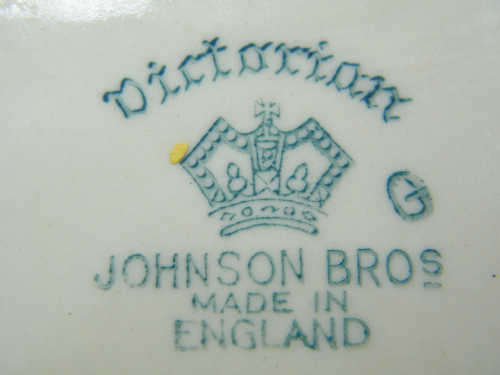 Victorian
G
JOHNSON BROS
MADE IN
ENGLAND